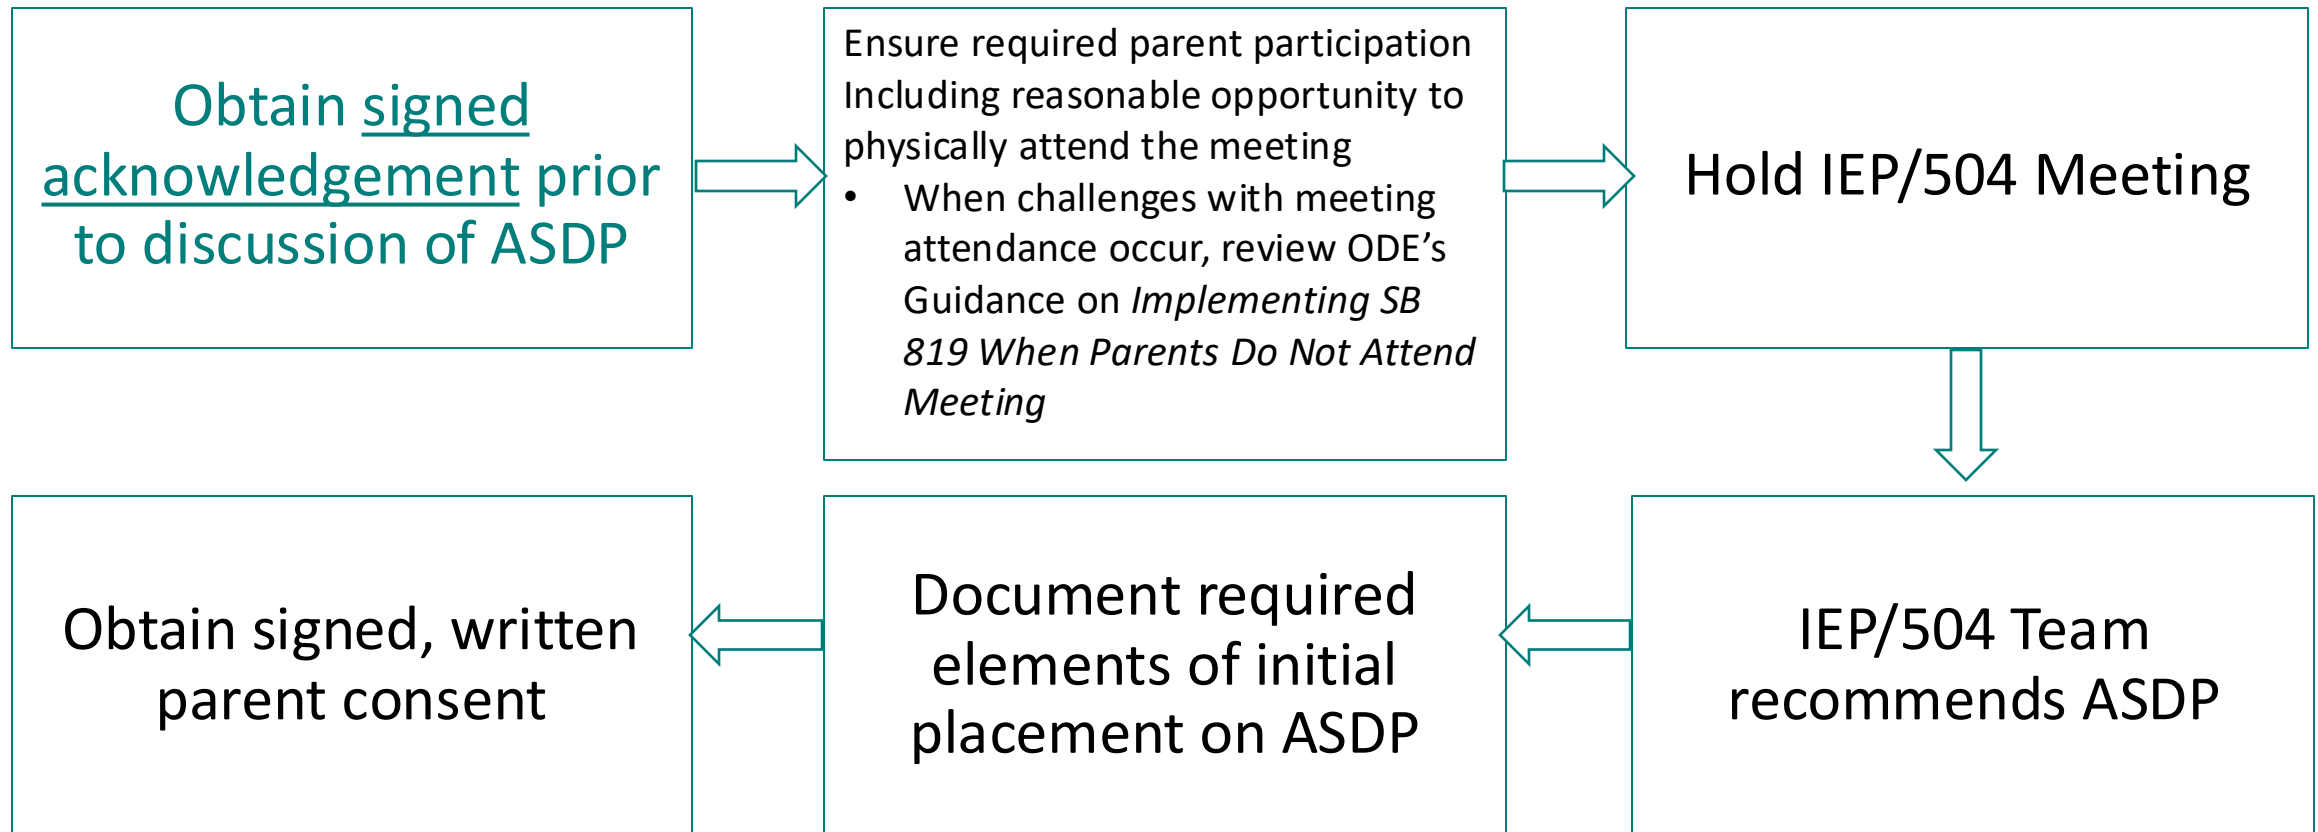 Obtain signed
acknowledgement prior
to discussion of ASDP
Ensure required parent participation
Including reasonable opportunity to
physically attend the meeting
• When challenges with meeting
attendance occur, review ODE’s
Guidance on Implementing SB
819 When Parents Do Not Attend
Meeting
Hold IEP/504 Meeting
IEP/504 Team
recommends ASDP
Document required
elements of initial
placement on ASDP
Obtain signed, written
parent consent